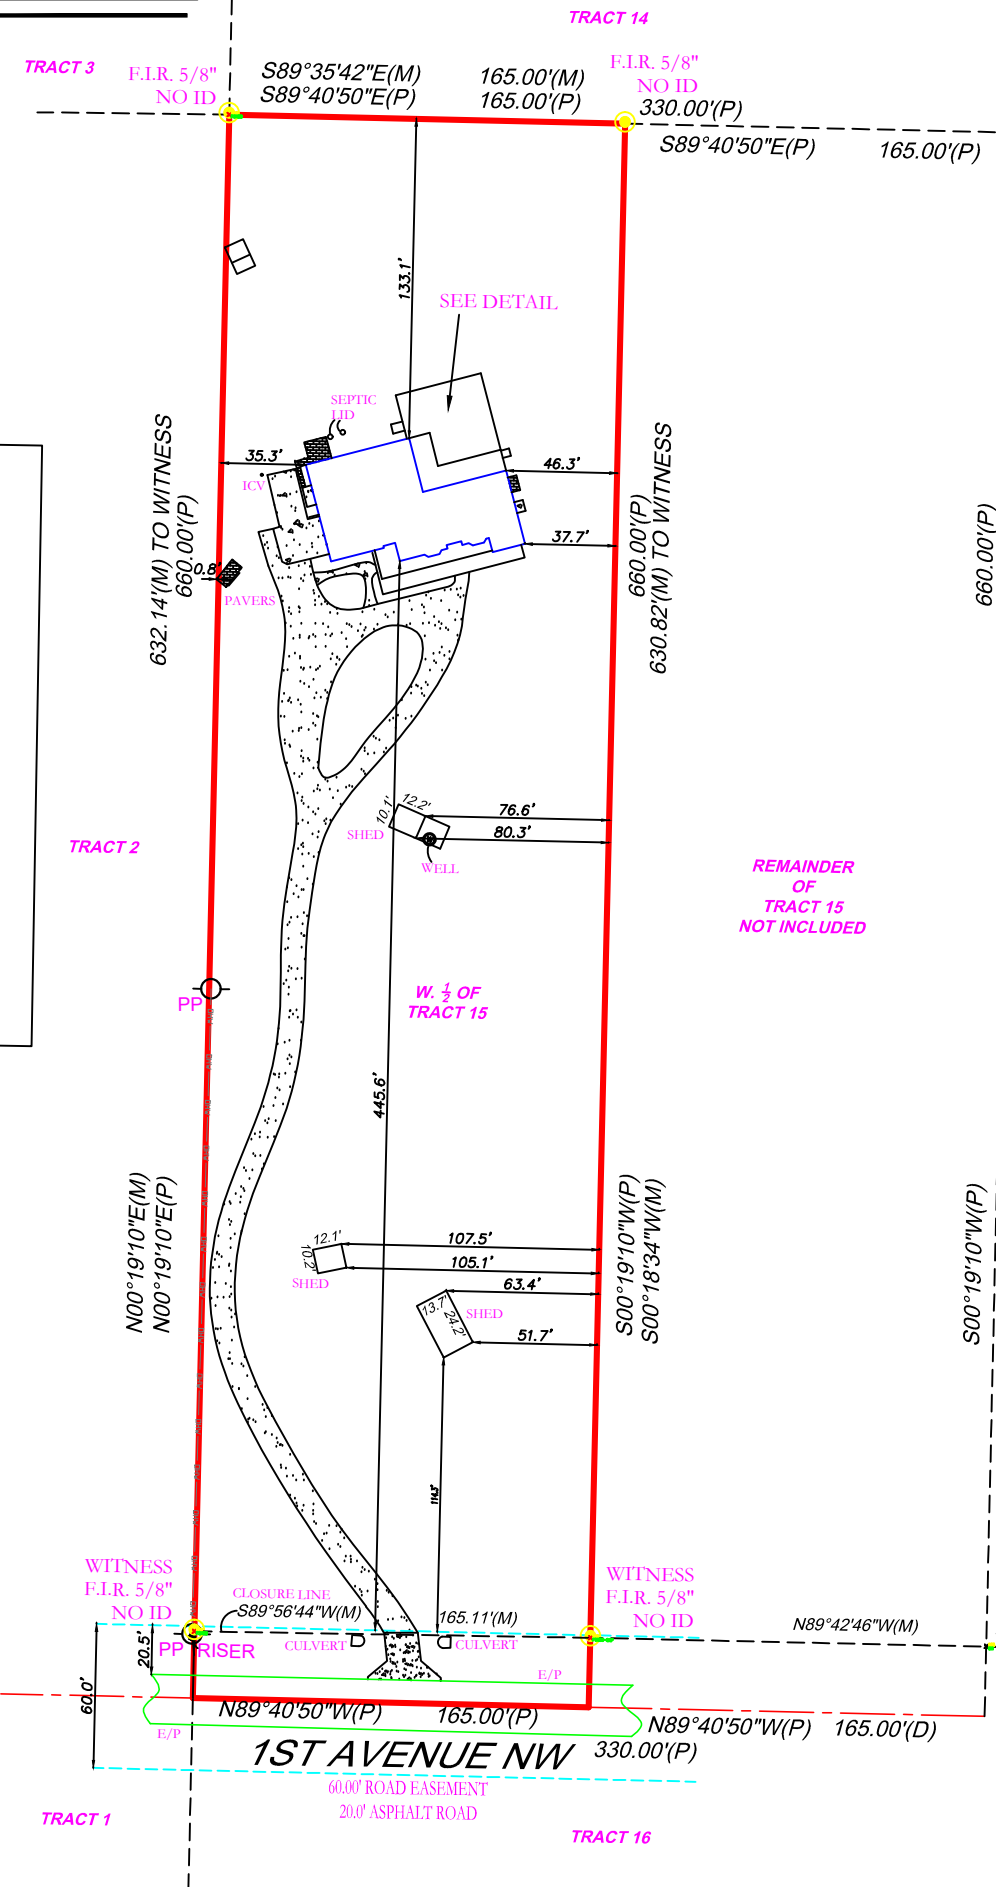 TRACT 14
TRACT 3
F.I.R. 5/8"
NO ID
S89°35'42"E(M)
165.00'(M)
S89°40'50"E(P)
165.00'(P)
F.I.R. 5/8"
NO ID
330.00'(P)
S89°40'50"E(P)
165.00'(P)
133.1'
SEE DETAIL
SEPTIC
LID
35.3'
ICV
46.3'
37.7'
0.8'
PAVERS
632.14'(M) TO WITNESS
660.00'(P)
660.00'(P)
630.82'(M) TO WITNESS
660.00'(P)
10.1'
12.2'
SHED
76.6'
80.3'
WELL
TRACT 2
REMAINDER
OF
TRACT 15
NOT INCLUDED
W. 1/2 OF
TRACT 15
PP
445.6'
N00°19'10"E(M)
N00°19'10"E(P)
12.1'
10.2'
SHED
107.5'
105.1'
63.4'
13.7'
24.2'
SHED
51.7'
S00°19'10"W(P)
S00°18'34"W(M)
S00°19'10"W(P)
114.3'
WITNESS
F.I.R. 5/8"
NO ID
CLOSURE LINE
S89°56'44"W(M)
165.11'(M)
WITNESS
F.I.R. 5/8"
NO ID
N89°42'46"W(M)
PP
RISER
CULVERT
CULVERT
20.5'
60.0'
E/P
E/P
N89°40'50"W(P)
165.00'(P)
N89°40'50"W(P)
165.00'(D)
1ST AVENUE NW
330.00'(P)
60.00' ROAD EASEMENT
20.0' ASPHALT ROAD
TRACT 1
TRACT 16